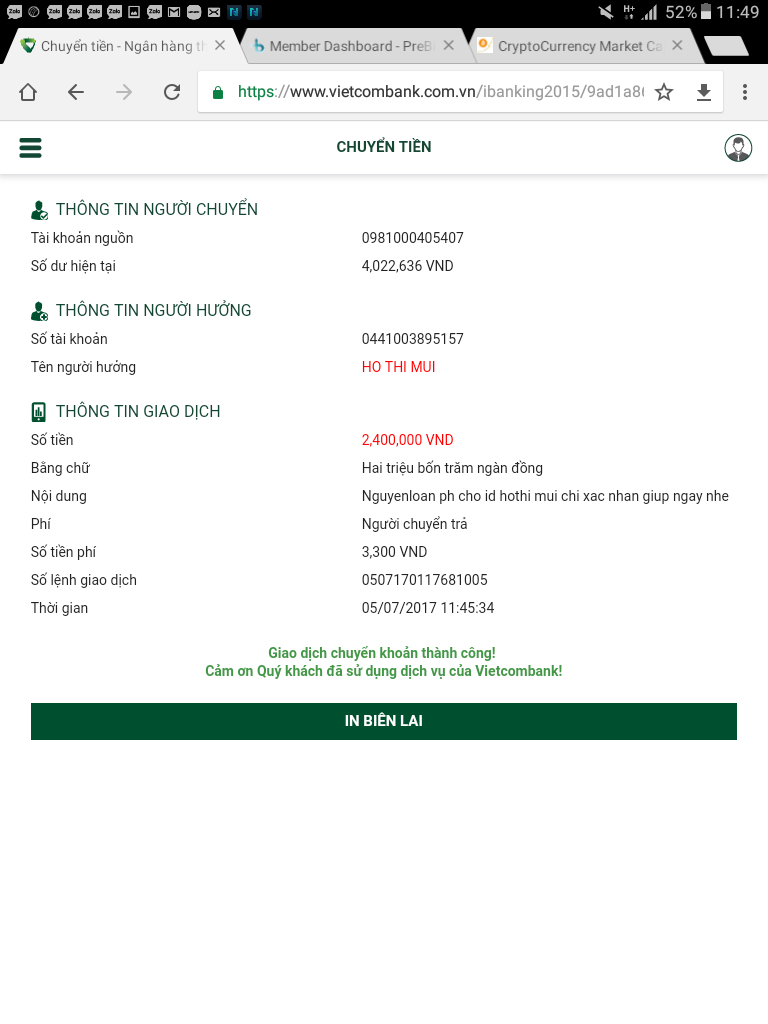 52% 11:49
Chuyển tiền - Ngân hàng th
Member Dashboard - PreB
CryptoCurrency Market Ca
https://www.vietcombank.com.vn/ibanking2015/9ad1a8
CHUYỂN TIỀN
THÔNG TIN NGƯỜI CHUYỂN
Tài khoản nguồn 0981000405407
Số dư hiện tại 4,022,636 VND
THÔNG TIN NGƯỜI HƯỞNG
Số tài khoản 0441003895157
Tên người hưởng HO THI MUI
THÔNG TIN GIAO DỊCH
Số tiền 2,400,000 VND
Bằng chữ Hai triệu bốn trăm ngàn đồng
Nội dung Nguyenloan ph cho id hothi mui chi xac nhan giup ngay nhe
Phí Người chuyển trả
Số tiền phí 3,300 VND
Số lệnh giao dịch 0507170117681005
Thời gian 05/07/2017 11:45:34
Giao dịch chuyển khoản thành công!
Cảm ơn Quý khách đã sử dụng dịch vụ của Vietcombank!
IN BIÊN LAI